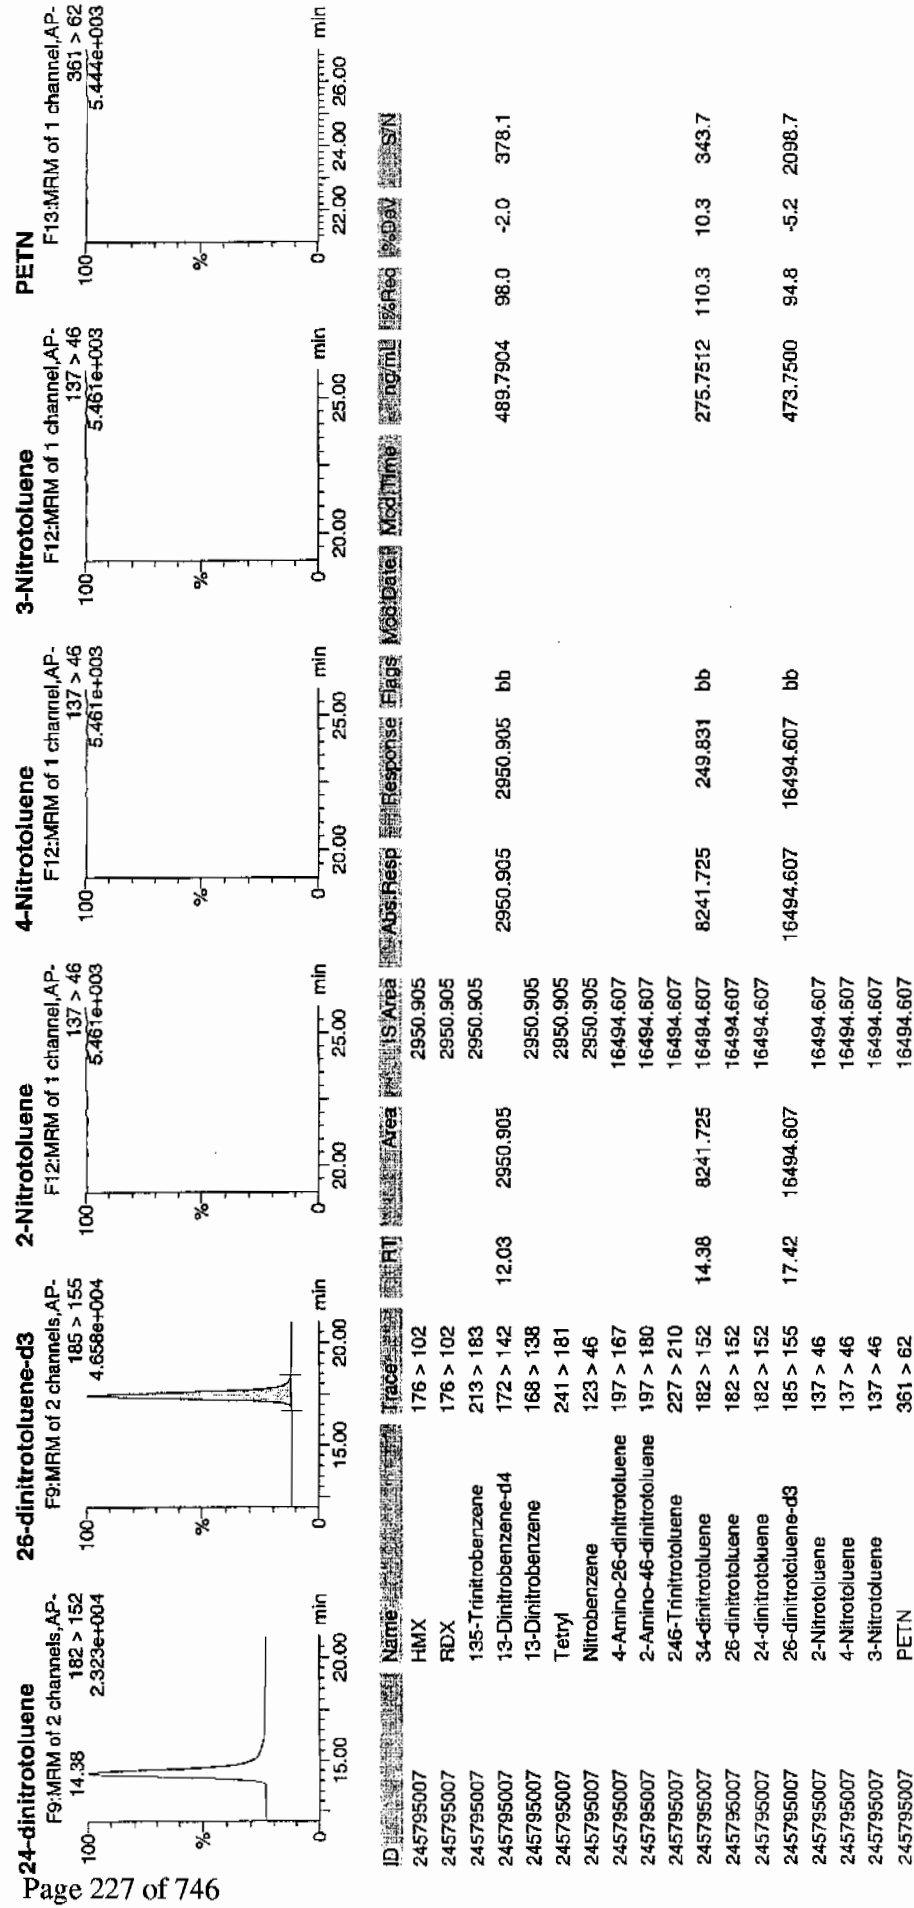 24-dinitrotoluene
F9:MRM of 2 channels,AP-
182 > 152
2.323e+004
14.38
100
%
0
15.00 20.00 min
26-dinitrotoluene-d3
F9:MRM of 2 channels,AP-
185 > 155
4.658e+004
100
%
0
15.00 20.00 min
2-Nitrotoluene
F12:MRM of 1 channel,AP-
137 > 46
5.461e+003
100
%
0
20.00 25.00 min
4-Nitrotoluene
F12:MRM of 1 channel,AP-
137 > 46
5.461e+003
100
%
0
20.00 25.00 min
3-Nitrotoluene
F12:MRM of 1 channel,AP-
137 > 46
5.461e+003
100
%
0
20.00 25.00 min
PETN
F13:MRM of 1 channel,AP-
361 > 62
5.444e+003
100
%
0
22.00 24.00 26.00 min
ID Name Trace RT Area IS Area Abs.Resp Response Flags Mod.Date Mod.Time ng/mL %Rec %Dev S/N
245795007 HMX 176 > 102 2950.905
245795007 RDX 176 > 102 2950.905
245795007 135-Trinitrobenzene 213 > 183 2950.905
245795007 13-Dinitrobenzene-d4 172 > 142 12.03 2950.905 2950.905 2950.905 bb 489.7904 98.0 -2.0 378.1
245795007 13-Dinitrobenzene 168 > 138 2950.905
245795007 Tetryl 241 > 181 2950.905
245795007 Nitrobenzene 123 > 46 2950.905
245795007 4-Amino-26-dinitrotoluene 197 > 167 16494.607
245795007 2-Amino-46-dinitrotoluene 197 > 180 16494.607
245795007 246-Trinitrotoluene 227 > 210 16494.607
245795007 34-dinitrotoluene 182 > 152 14.38 8241.725 16494.607 8241.725 249.831 bb 275.7512 110.3 10.3 343.7
245795007 26-dinitrotoluene 182 > 152 16494.607
245795007 24-dinitrotoluene 182 > 152 16494.607
245795007 26-dinitrotoluene-d3 185 > 155 17.42 16494.607 16494.607 16494.607 bb 473.7500 94.8 -5.2 2098.7
245795007 2-Nitrotoluene 137 > 46 16494.607
245795007 4-Nitrotoluene 137 > 46 16494.607
245795007 3-Nitrotoluene 137 > 46 16494.607
245795007 PETN 361 > 62 16494.607
Page 227 of 746